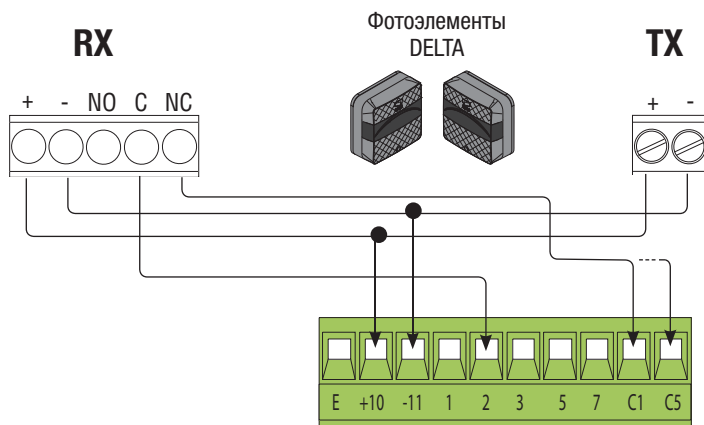 Фотоэлементы
DELTA
RX
TX
+ - NO C NC
+ -
E +10 -11 1 2 3 5 7 C1 C5